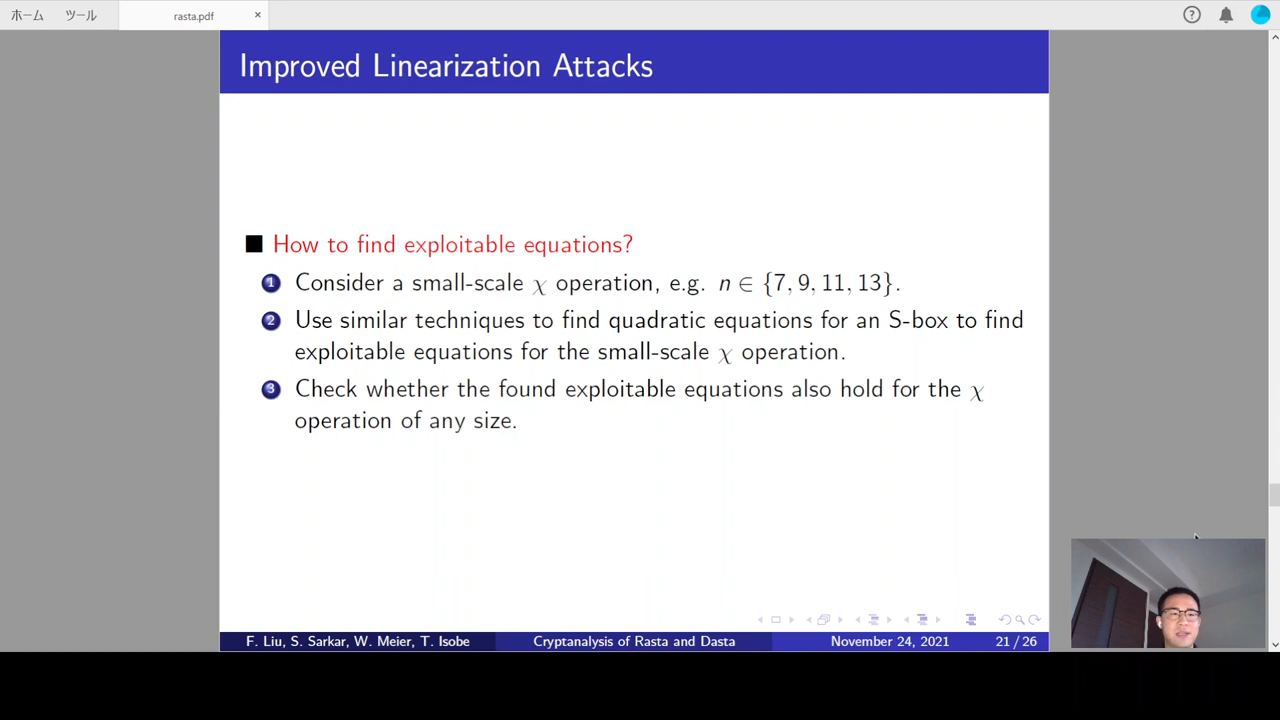 ホーム ツール rasta.pdf × ?
Improved Linearization Attacks
How to find exploitable equations?
1 Consider a small-scale χ operation, e.g. n ∈ {7, 9, 11, 13}.
2 Use similar techniques to find quadratic equations for an S-box to find
exploitable equations for the small-scale χ operation.
3 Check whether the found exploitable equations also hold for the χ
operation of any size.
F. Liu, S. Sarkar, W. Meier, T. Isobe Cryptanalysis of Rasta and Dasta November 24, 2021 21 / 26